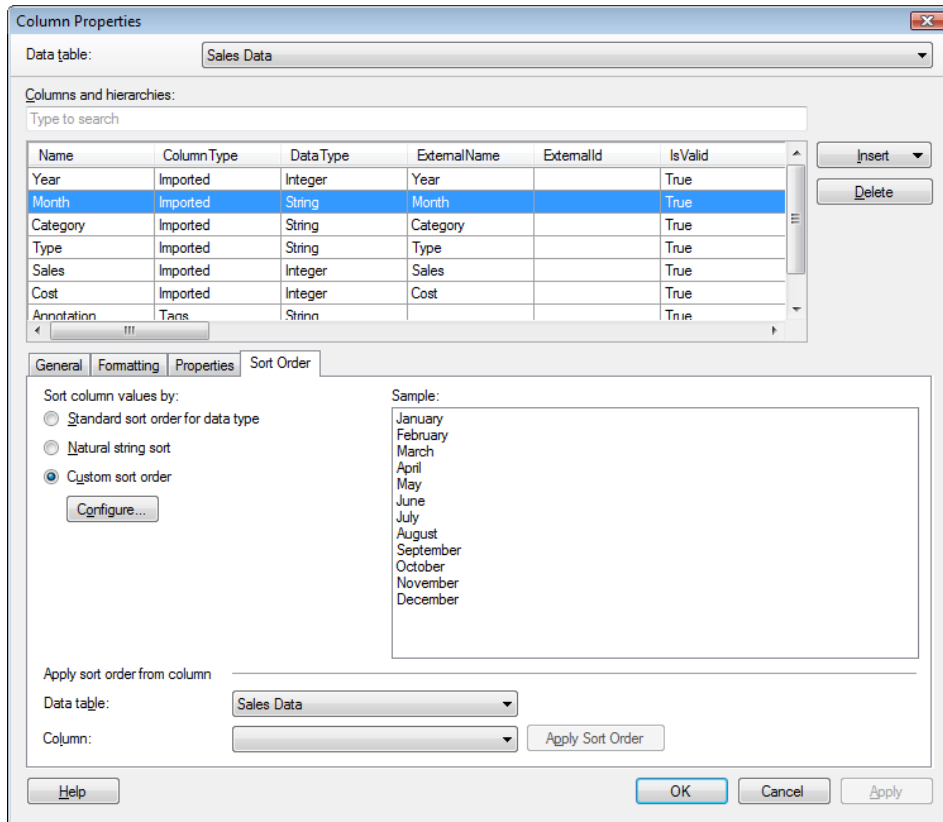 Column Properties
Data table: Sales Data
Columns and hierarchies:
Type to search
Name ColumnType DataType ExternalName ExternalId IsValid
Insert
Year Imported Integer Year True
Month Imported String Month True
Delete
Category Imported String Category True
Type Imported String Type True
Sales Imported Integer Sales True
Cost Imported Integer Cost True
Annotation Tags String True
General Formatting Properties Sort Order
Sort column values by:
Standard sort order for data type
Natural string sort
Custom sort order
Configure...
Sample:
January
February
March
April
May
June
July
August
September
October
November
December
Apply sort order from column
Data table: Sales Data
Column: Apply Sort Order
Help OK Cancel Apply